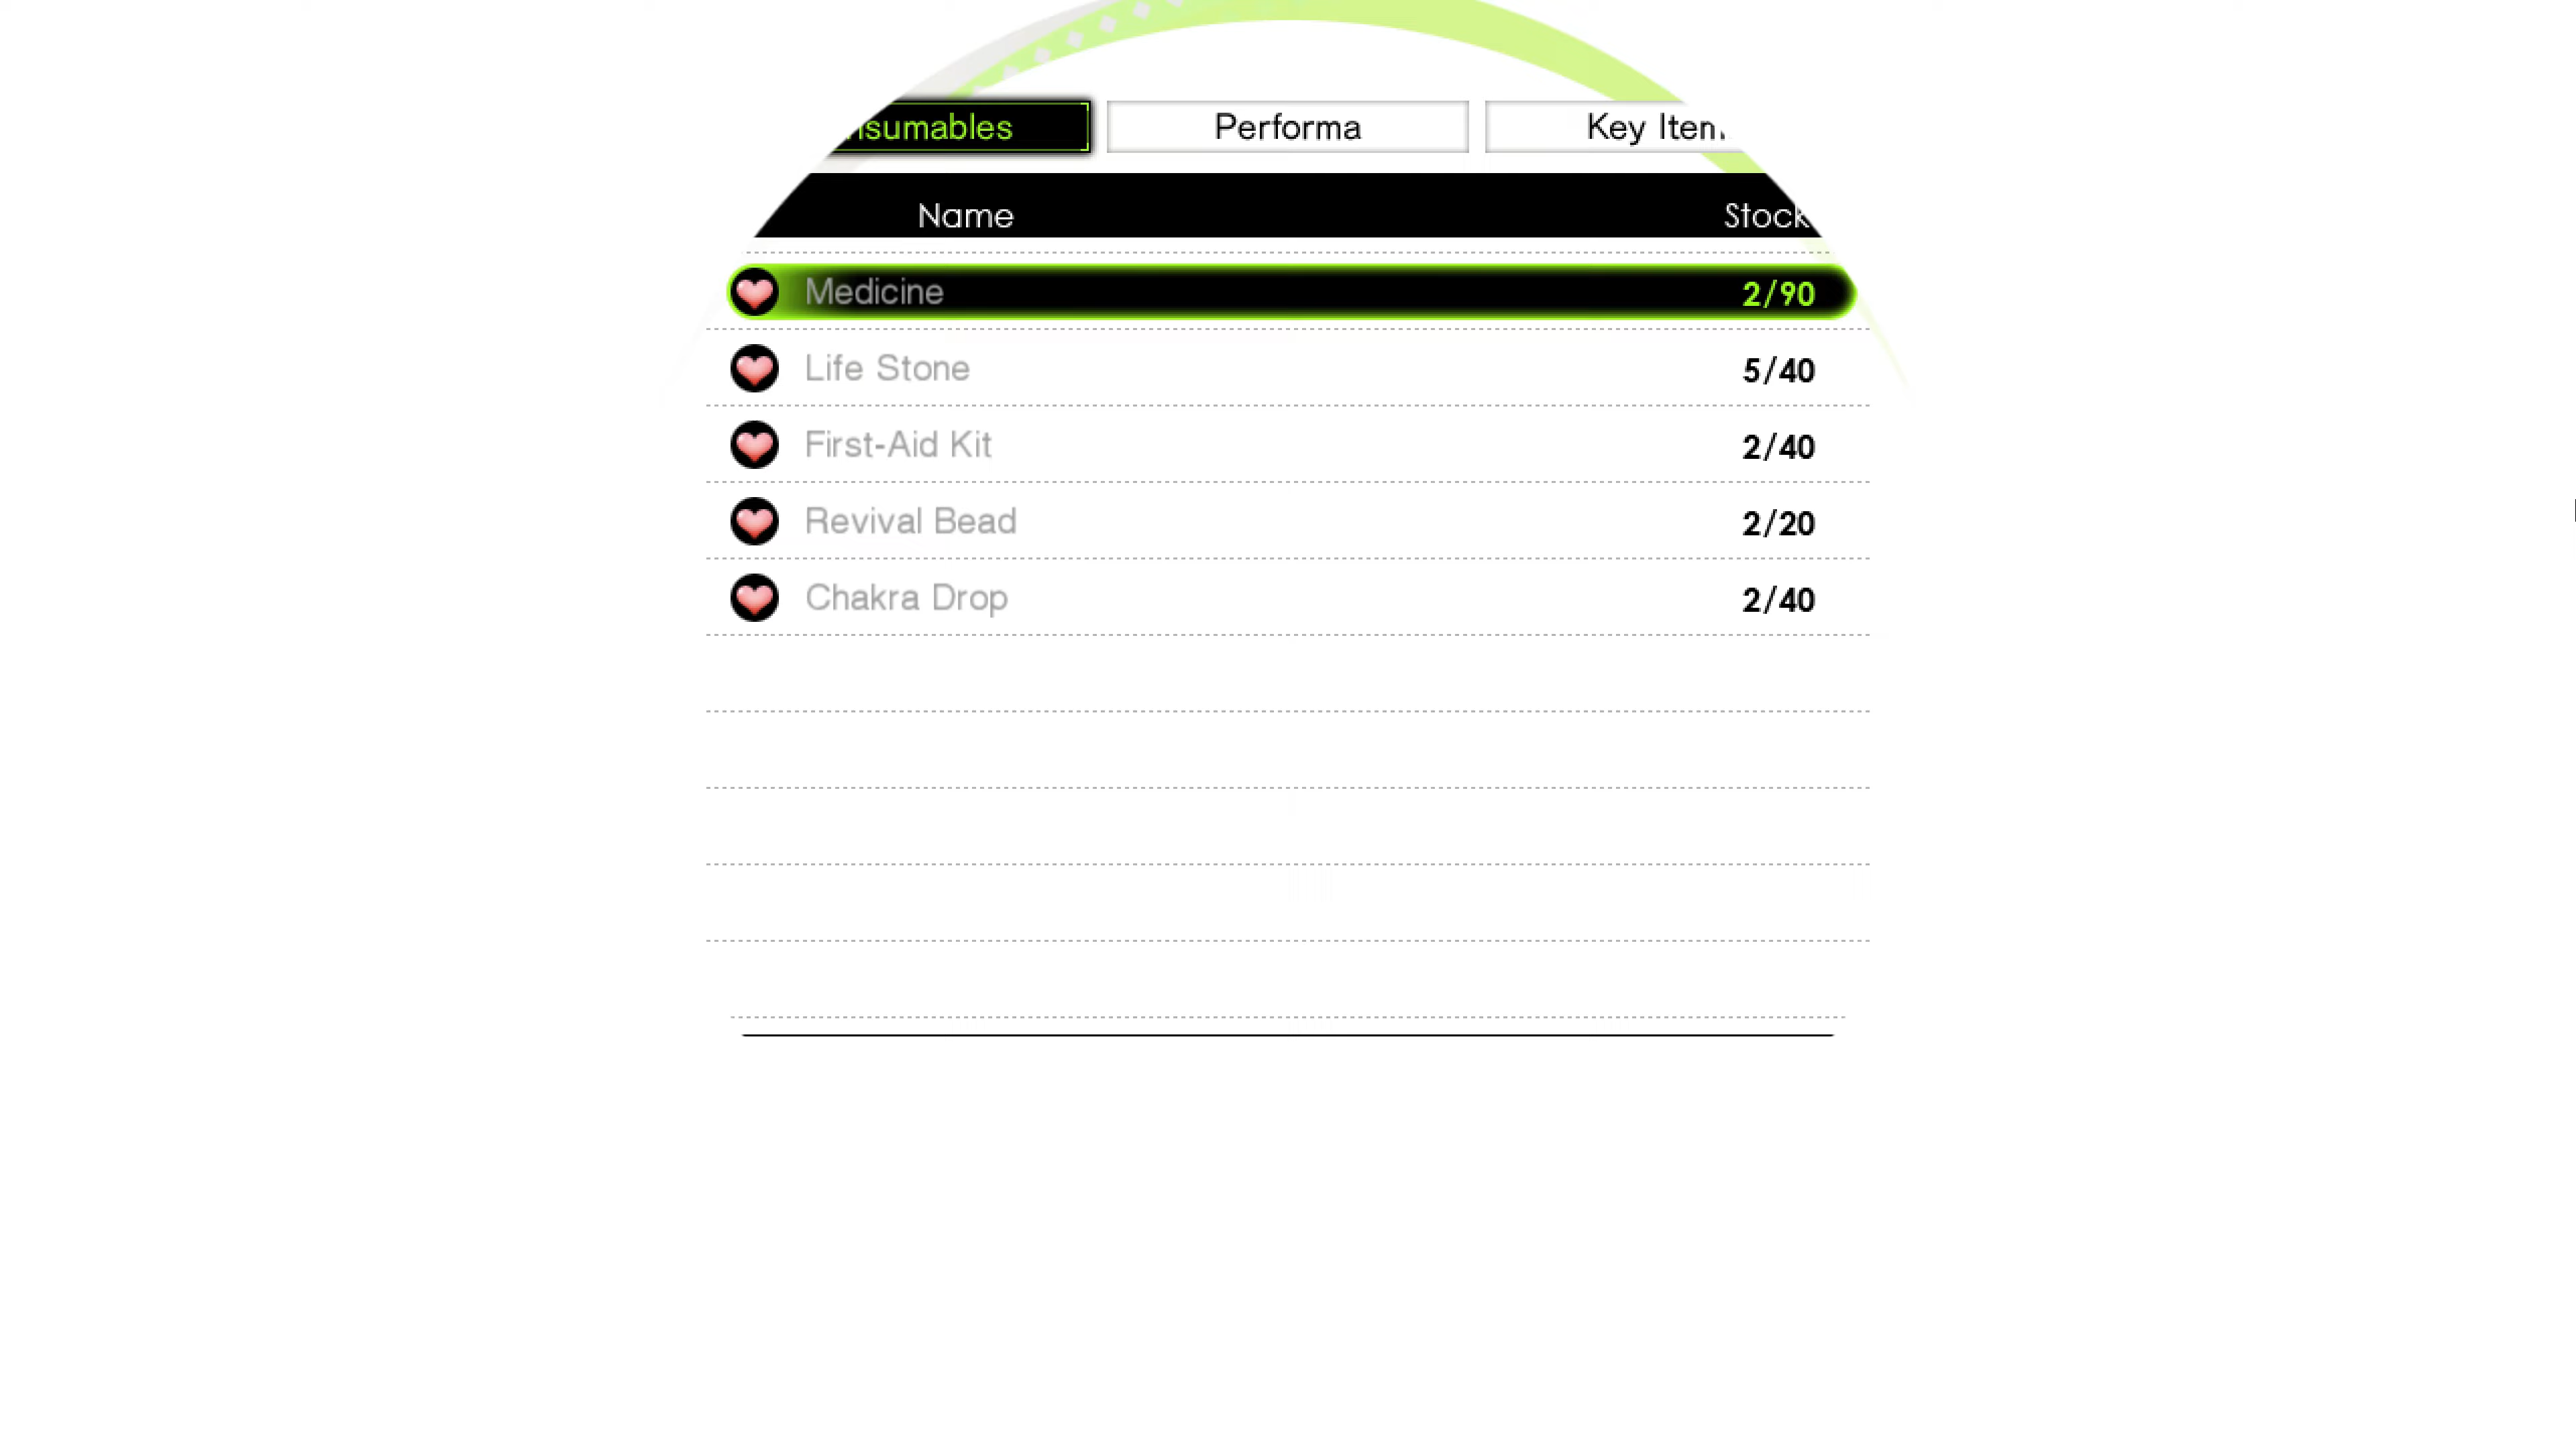 nsumables Performa Key Item
Name Stock
Medicine 2/90
Life Stone 5/40
First-Aid Kit 2/40
Revival Bead 2/20
Chakra Drop 2/40